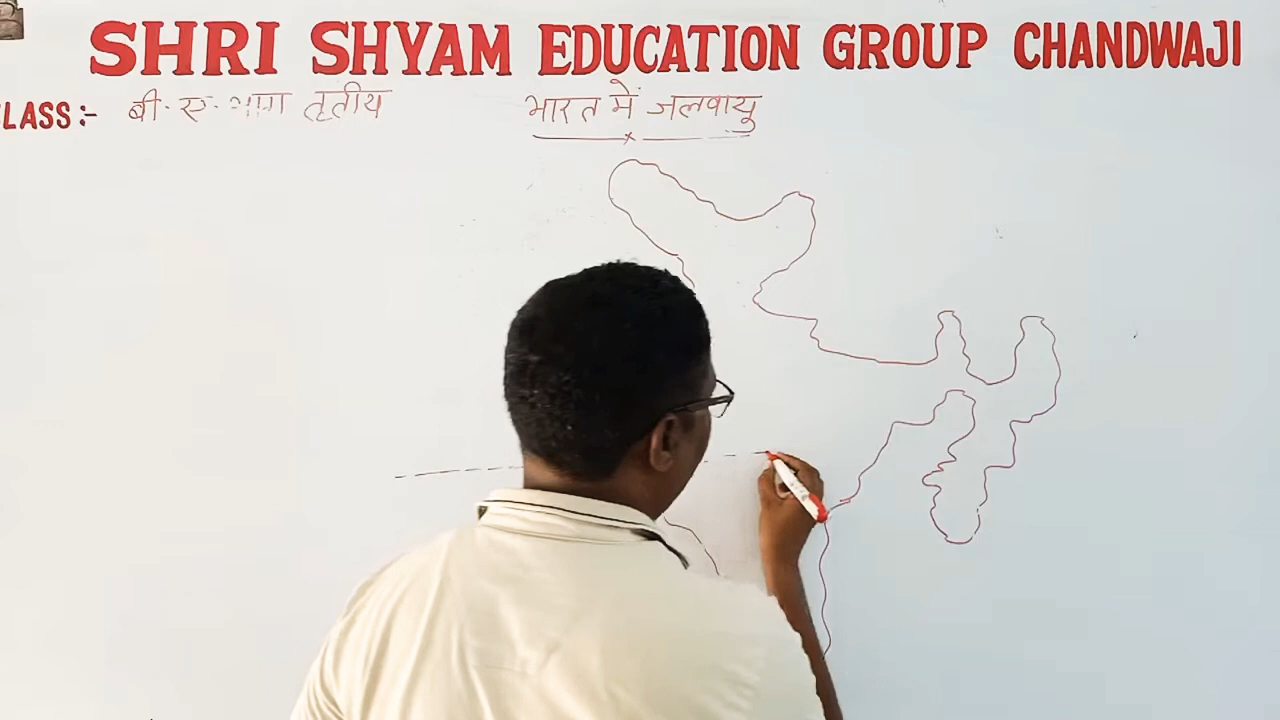 SHRI SHYAM EDUCATION GROUP CHANDWAJI
LASS:- बी. ए. भाग तृतीय
भारत में जलवायु